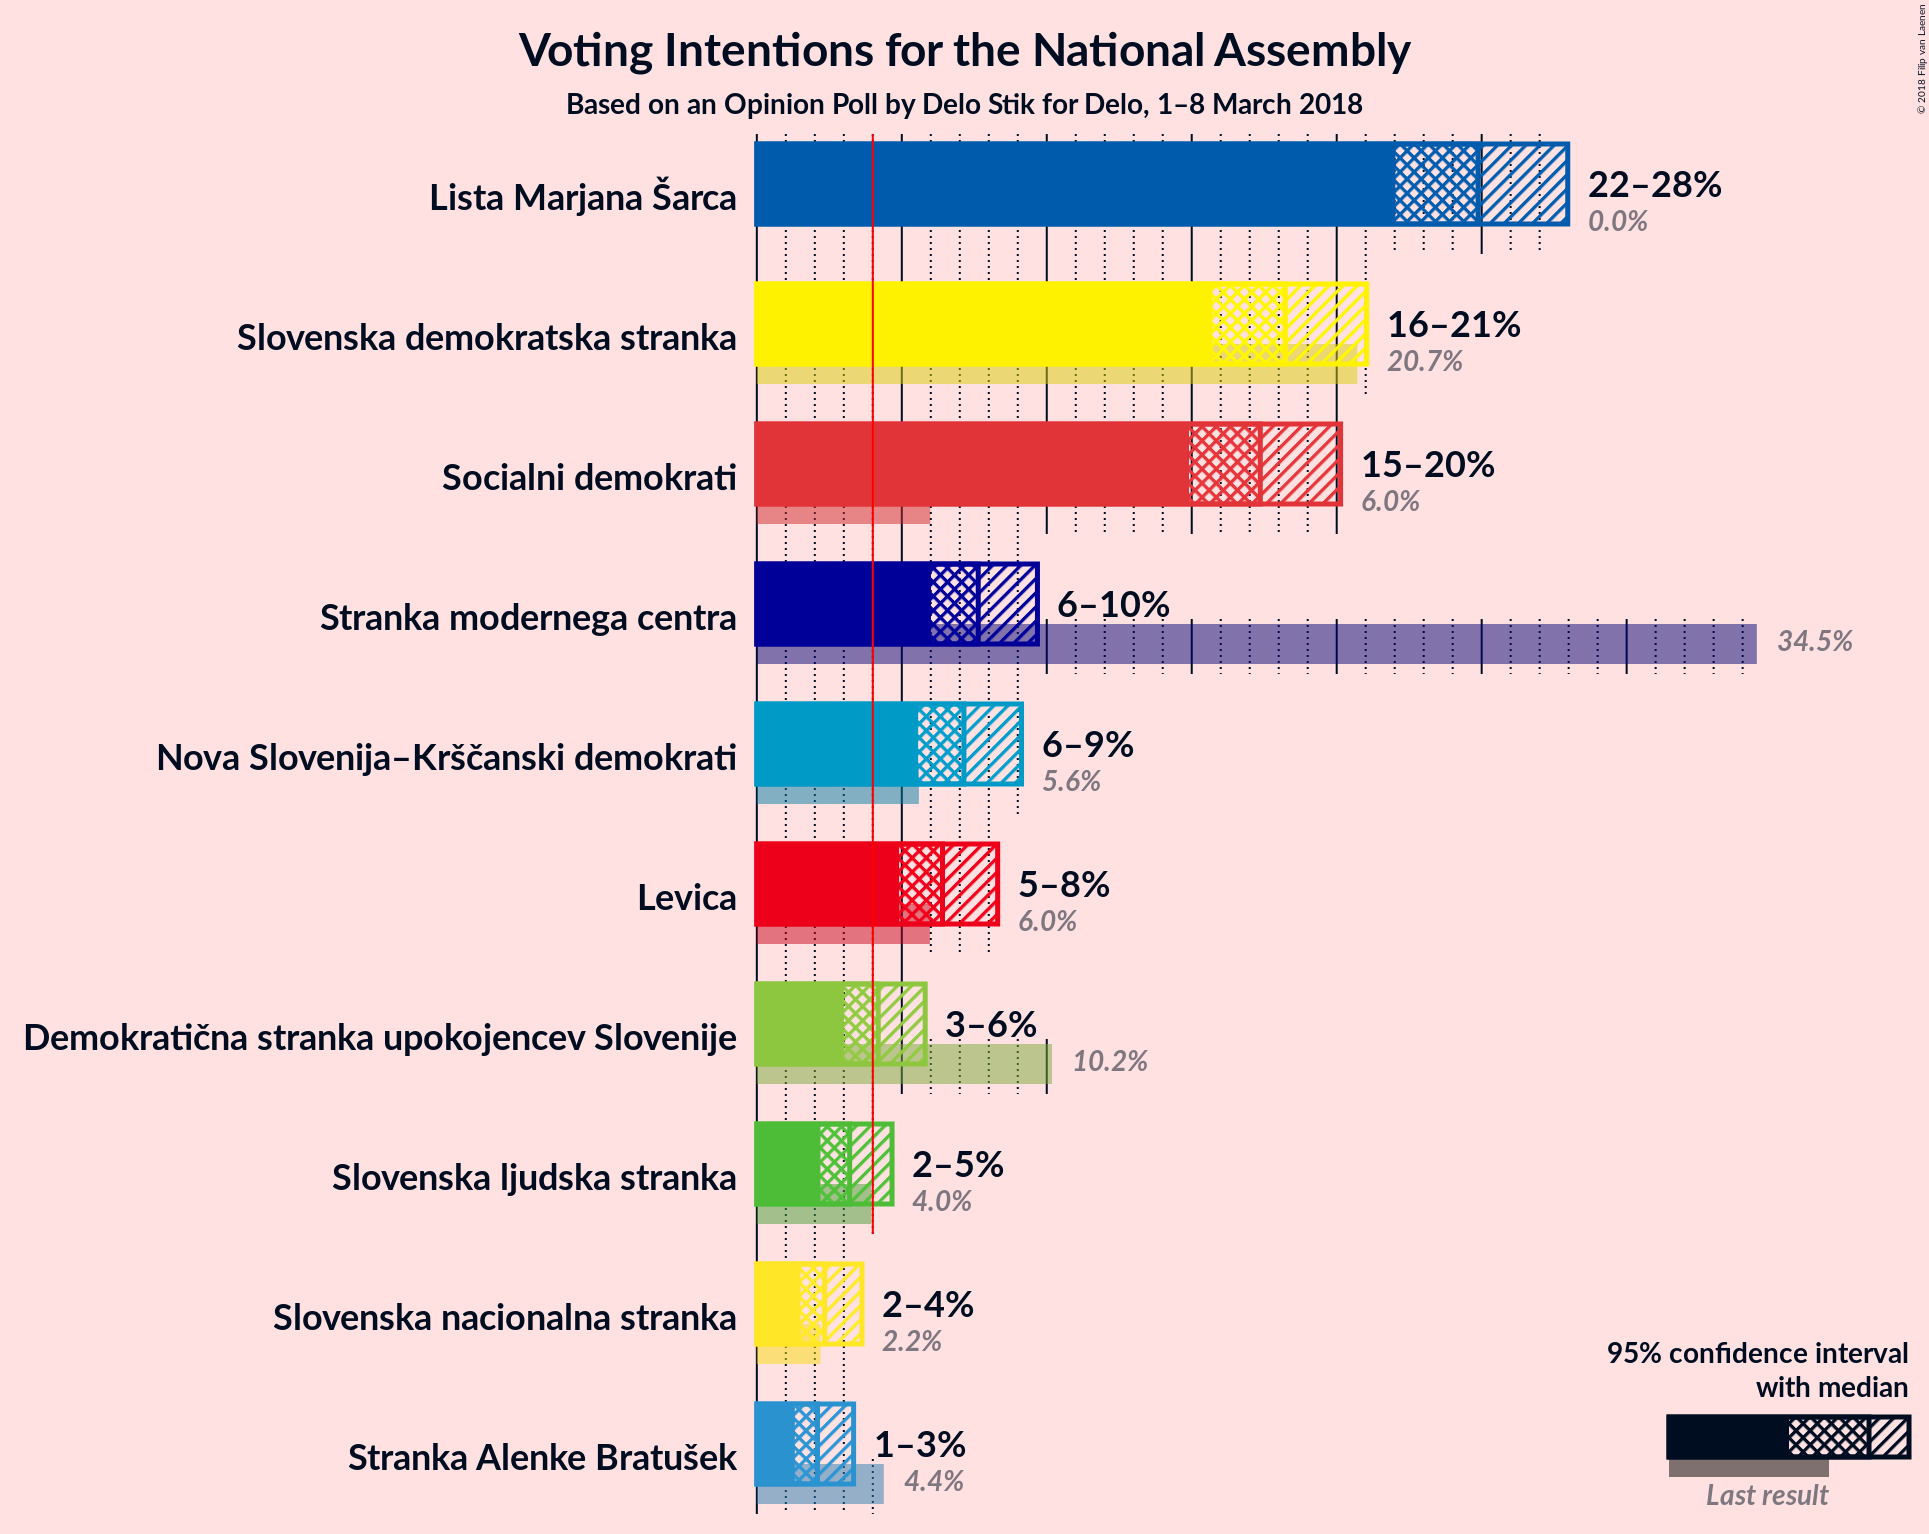 Voting Intentions for the National Assembly
Based on an Opinion Poll by Delo Stik for Delo, 1–8 March 2018
© 2018 Filip van Laenen
Lista Marjana Šarca
22–28%
0.0%
Slovenska demokratska stranka
16–21%
20.7%
Socialni demokrati
15–20%
6.0%
Stranka modernega centra
6–10%
34.5%
Nova Slovenija–Krščanski demokrati
6–9%
5.6%
Levica
5–8%
6.0%
Demokratična stranka upokojencev Slovenije
3–6%
10.2%
Slovenska ljudska stranka
2–5%
4.0%
Slovenska nacionalna stranka
2–4%
2.2%
Stranka Alenke Bratušek
1–3%
4.4%
95% confidence interval
with median
Last result